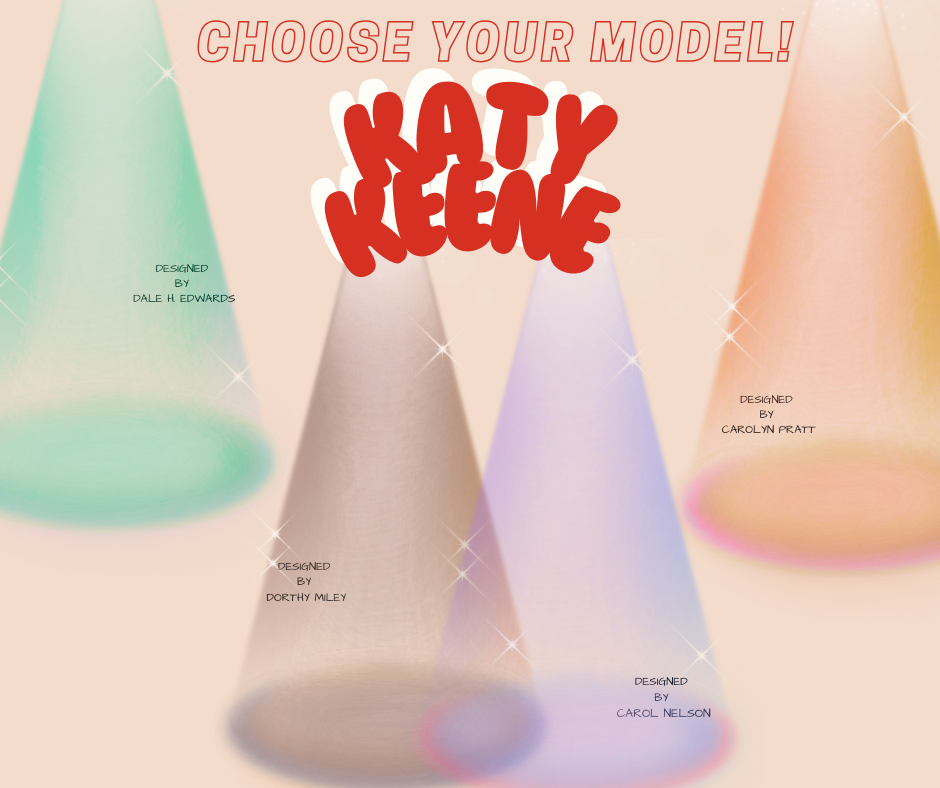 CHOOSE YOUR MODEL!
KATY
KEENE
DESIGNED
BY
DALE H. EDWARDS
DESIGNED
BY
CAROLYN PRATT
DESIGNED
BY
DORTHY MILEY
DESIGNED
BY
CAROL NELSON